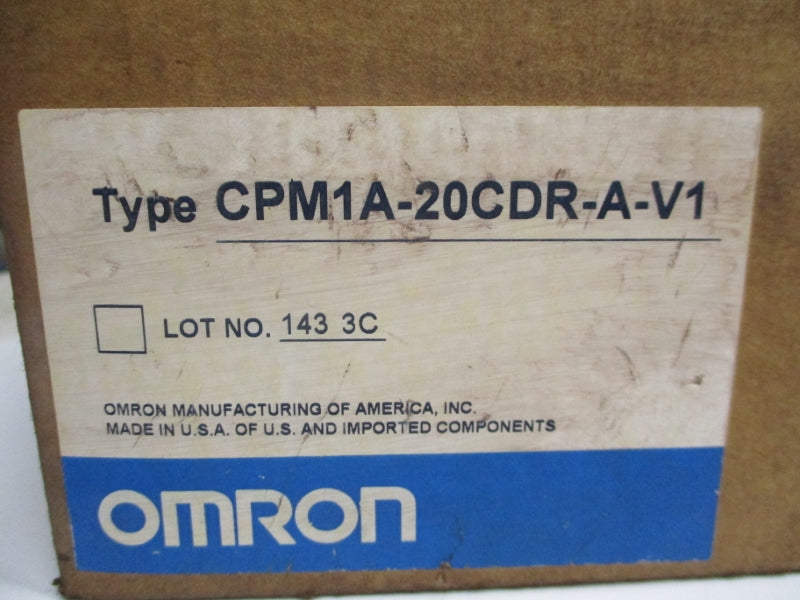 Type CPM1A-20CDR-A-V1
LOT NO. 143 3C
OMRON MANUFACTURING OF AMERICA, INC.
MADE IN U.S.A. OF U.S. AND IMPORTED COMPONENTS
OMRON